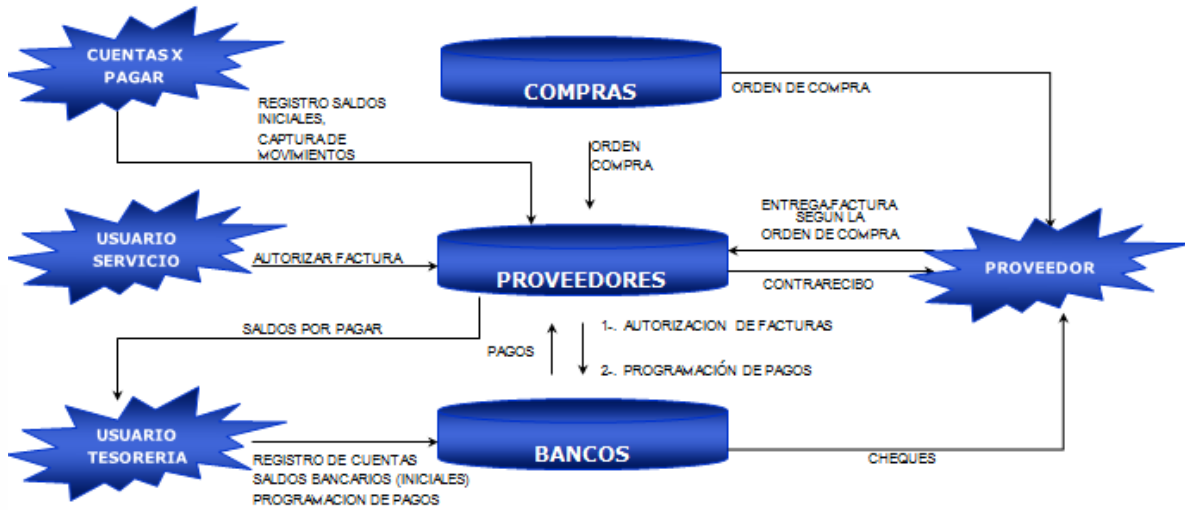 CUENTAS X
PAGAR
COMPRAS
ORDEN DE COMPRA
REGISTRO SALDOS
INICIALES,
CAPTURA DE
MOVIMIENTOS
ORDEN
COMPRA
ENTREGA/FACTURA
SEGÚN LA
ORDEN DE COMPRA
USUARIO
SERVICIO
AUTORIZAR FACTURA
PROVEEDORES
CONTRARECIBO
PROVEEDOR
SALDOS POR PAGAR
PAGOS
1-. AUTORIZACION DE FACTURAS
2-. PROGRAMACIÓN DE PAGOS
USUARIO
TESORERIA
REGISTRO DE CUENTAS
SALDOS BANCARIOS (INICIALES)
PROGRAMACION DE PAGOS
BANCOS
CHEQUES